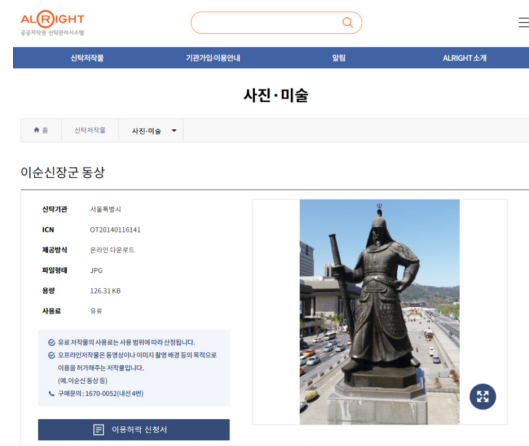 ALRIGHT
공공저작물 신탁관리시스템
신탁저작물 기관가입·이용안내 알림 ALRIGHT 소개
사진·미술
홈 신탁저작물 사진·미술
이순신장군 동상
신탁기관 서울특별시
ICN OT20140116141
제공방식 온라인 다운로드
파일형태 JPG
용량 126.31 KB
사용료 유료
유료 저작물의 사용료는 사용 범위에 따라 산정됩니다.
오프라인저작물은 동영상이나 이미지 촬영 배경 등의 목적으로
이용을 허가해주는 저작물입니다.
(예, 이순신 동상 등)
구매문의 : 1670-0052(내선 4번)
이용허락 신청서